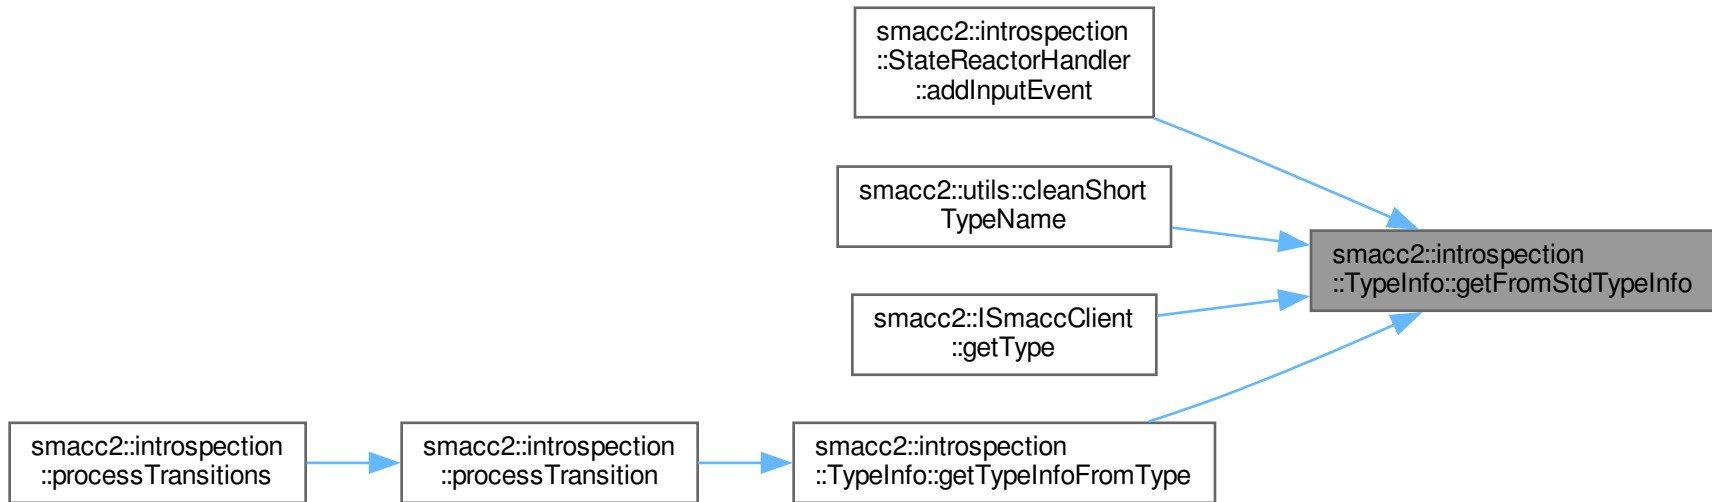 smacc2::introspection
::StateReactorHandler
::addInputEvent
smacc2::utils::cleanShort
TypeName
smacc2::introspection
::TypeInfo::getFromStdTypeInfo
smacc2::ISmaccClient
::getType
smacc2::introspection
::processTransitions
smacc2::introspection
::processTransition
smacc2::introspection
::TypeInfo::getTypeInfoFromType